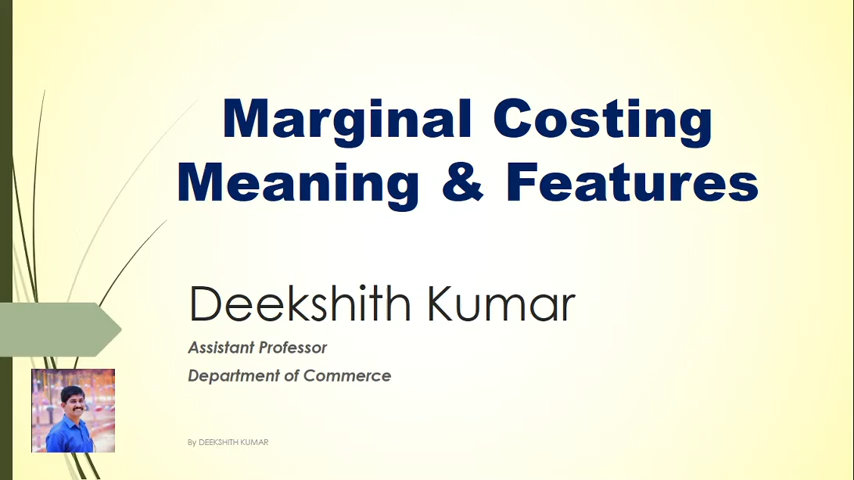 Marginal Costing
Meaning & Features
Deekshith Kumar
Assistant Professor
Department of Commerce
By DEEKSHITH KUMAR